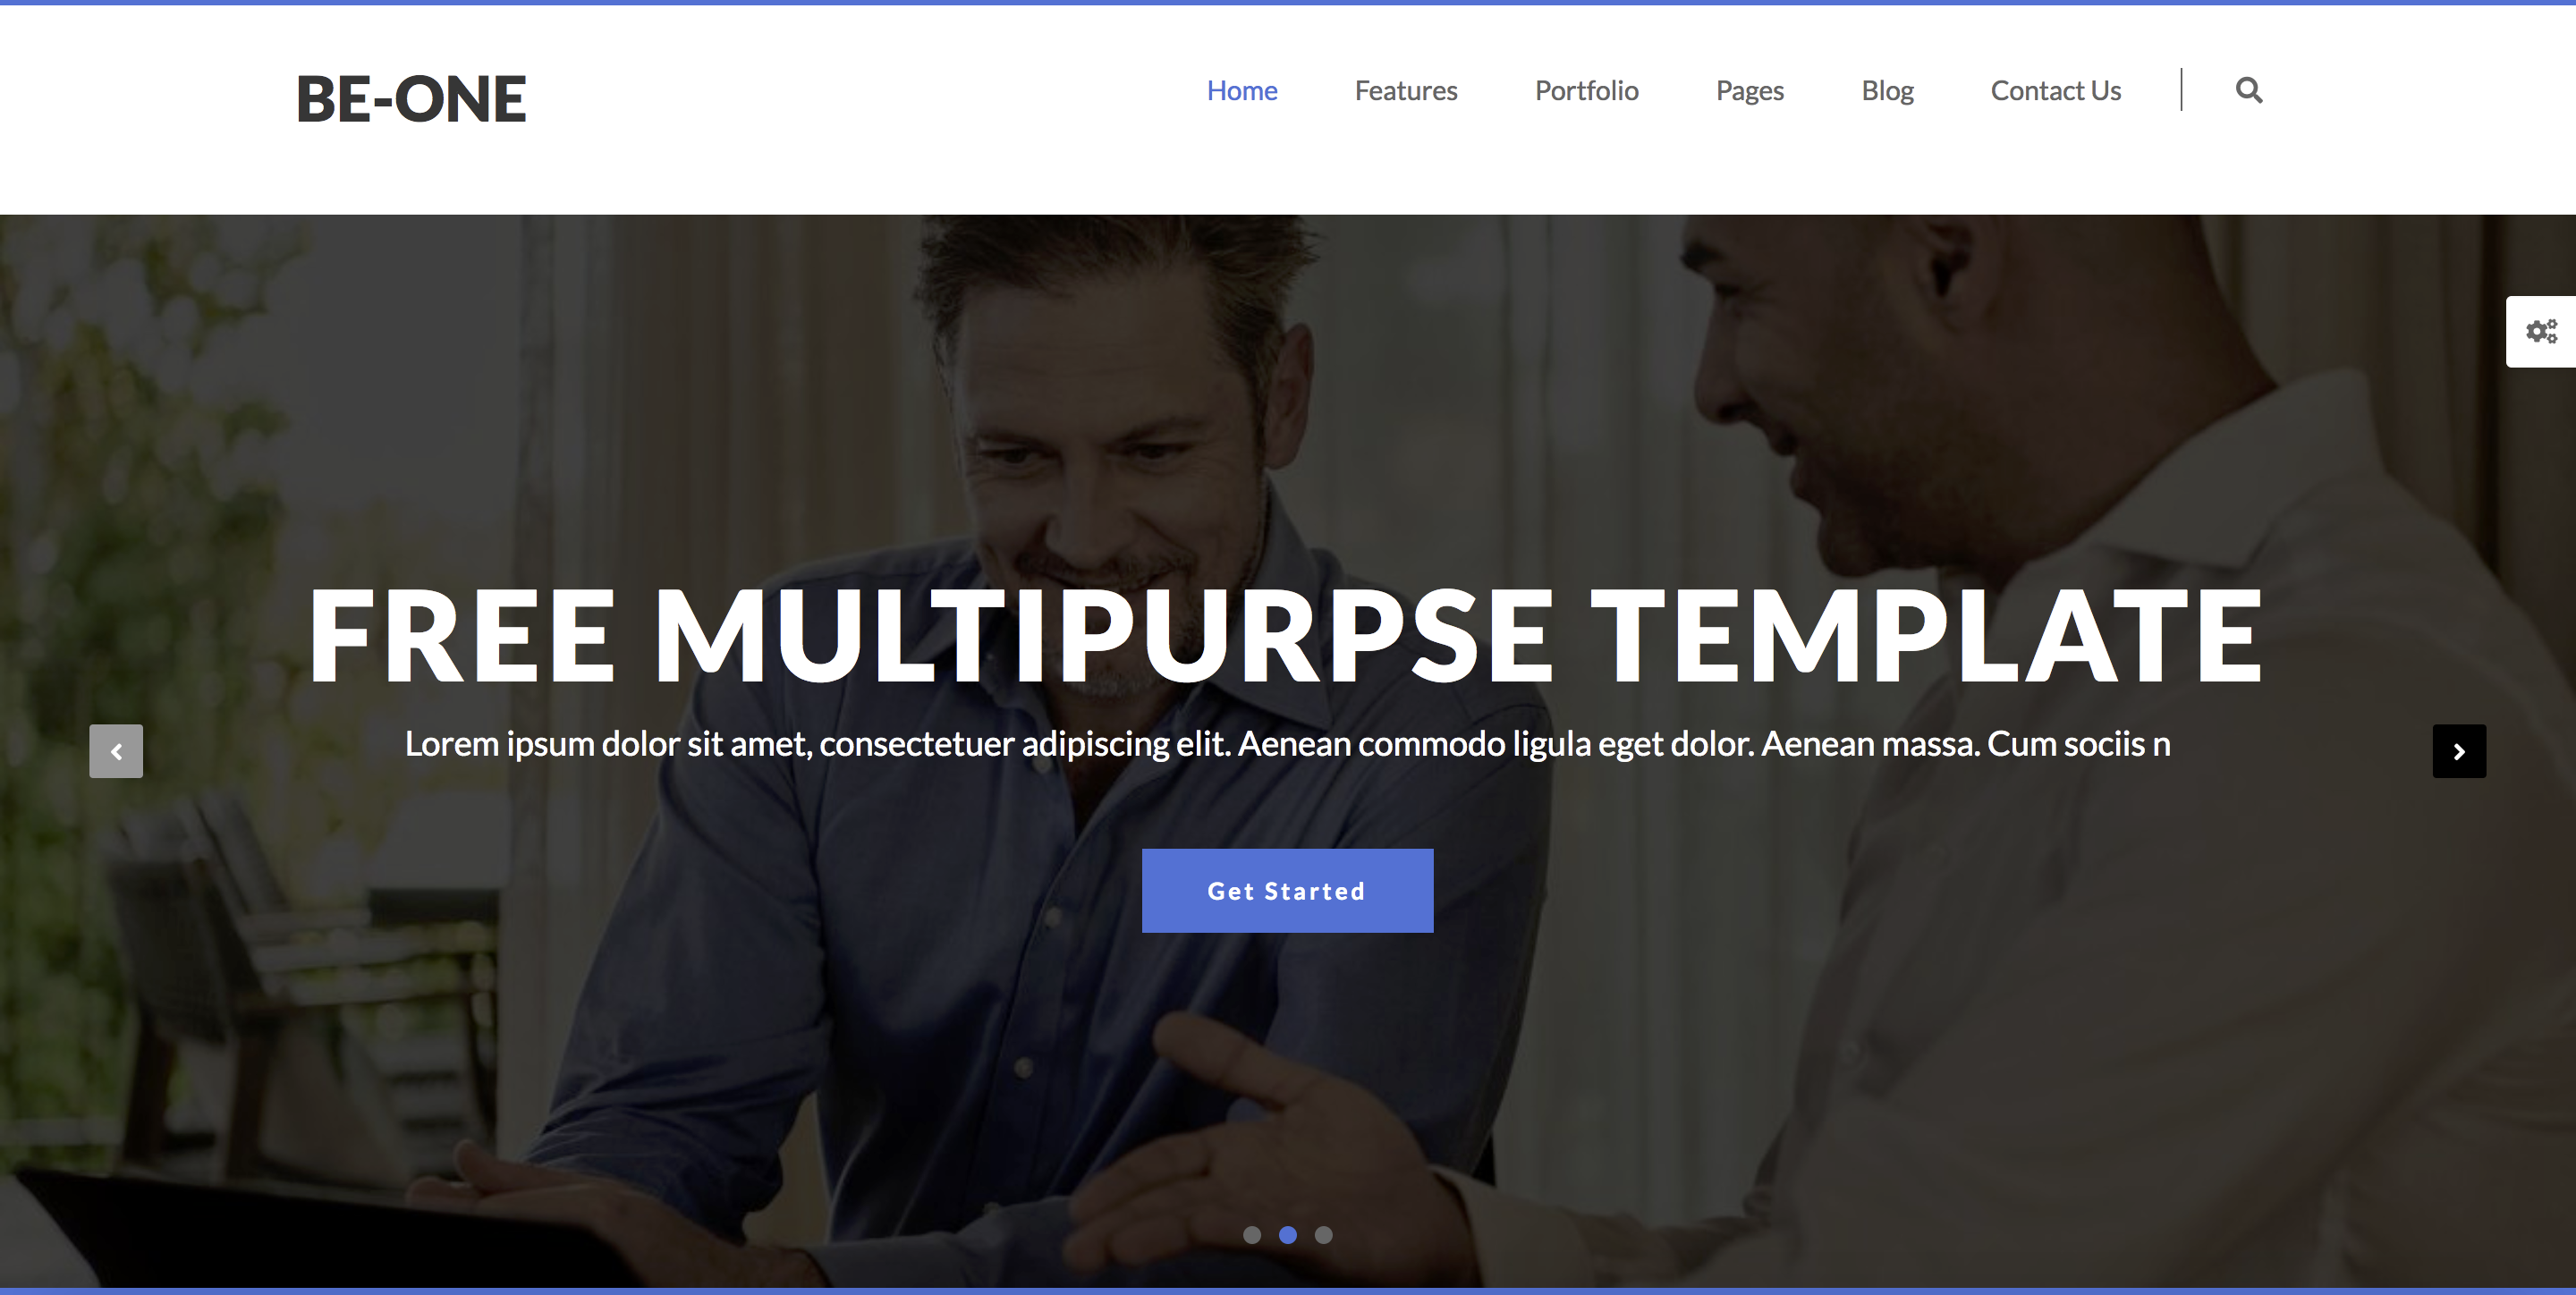 BE-ONE
Home Features Portfolio Pages Blog Contact Us
FREE MULTIPURPSE TEMPLATE
Lorem ipsum dolor sit amet, consectetuer adipiscing elit. Aenean commodo ligula eget dolor. Aenean massa. Cum sociis n
Get Started